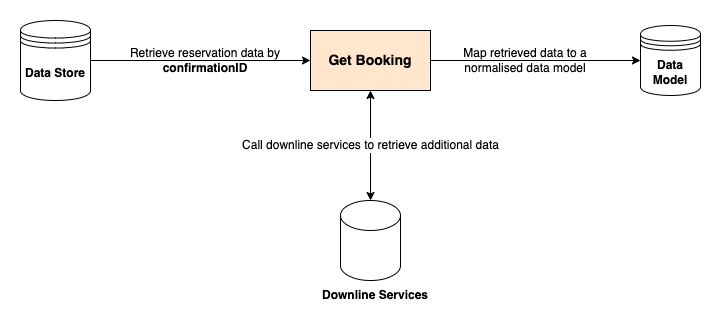 Data Store
Retrieve reservation data by
confirmationID
Get Booking
Map retrieved data to a
normalised data model
Data
Model
Call downline services to retrieve additional data
Downline Services